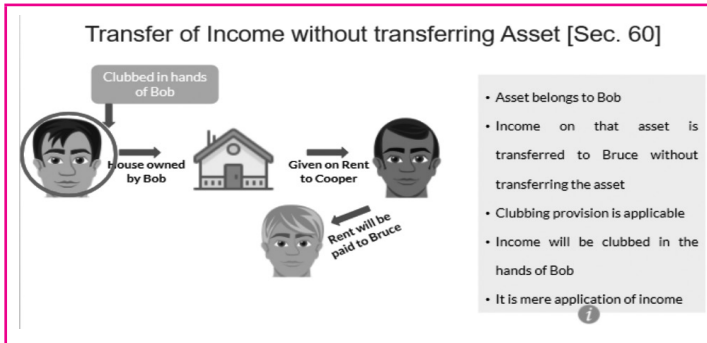 Transfer of Income without transferring Asset [Sec. 60]
Clubbed in hands
of Bob
House owned
by Bob
Given on Rent
to Cooper
Rent will be
paid to Bruce
• Asset belongs to Bob
• Income on that asset is
transferred to Bruce without
transferring the asset
• Clubbing provision is applicable
• Income will be clubbed in the
hands of Bob
• It is mere application of income
i